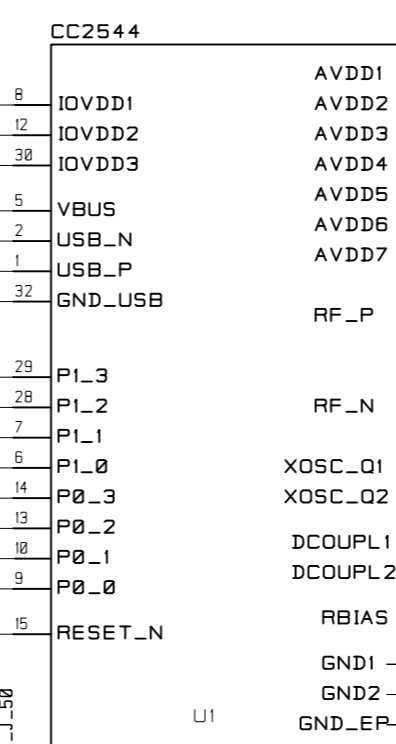 CC2544
AVDD1
8 IOVDD1 AVDD2
12 IOVDD2 AVDD3
30 IOVDD3 AVDD4
AVDD5
5 VBUS
AVDD6
2 USB_N
AVDD7
1 USB_P
32 GND_USB
RF_P
29 P1_3
28 P1_2 RF_N
7 P1_1
6 P1_0 XOSC_Q1
14 P0_3 XOSC_Q2
13 P0_2
DCOUPL1
10 P0_1
DCOUPL2
9 P0_0
RBIAS
15 RESET_N
GND1
GND2
U1
GND_EP